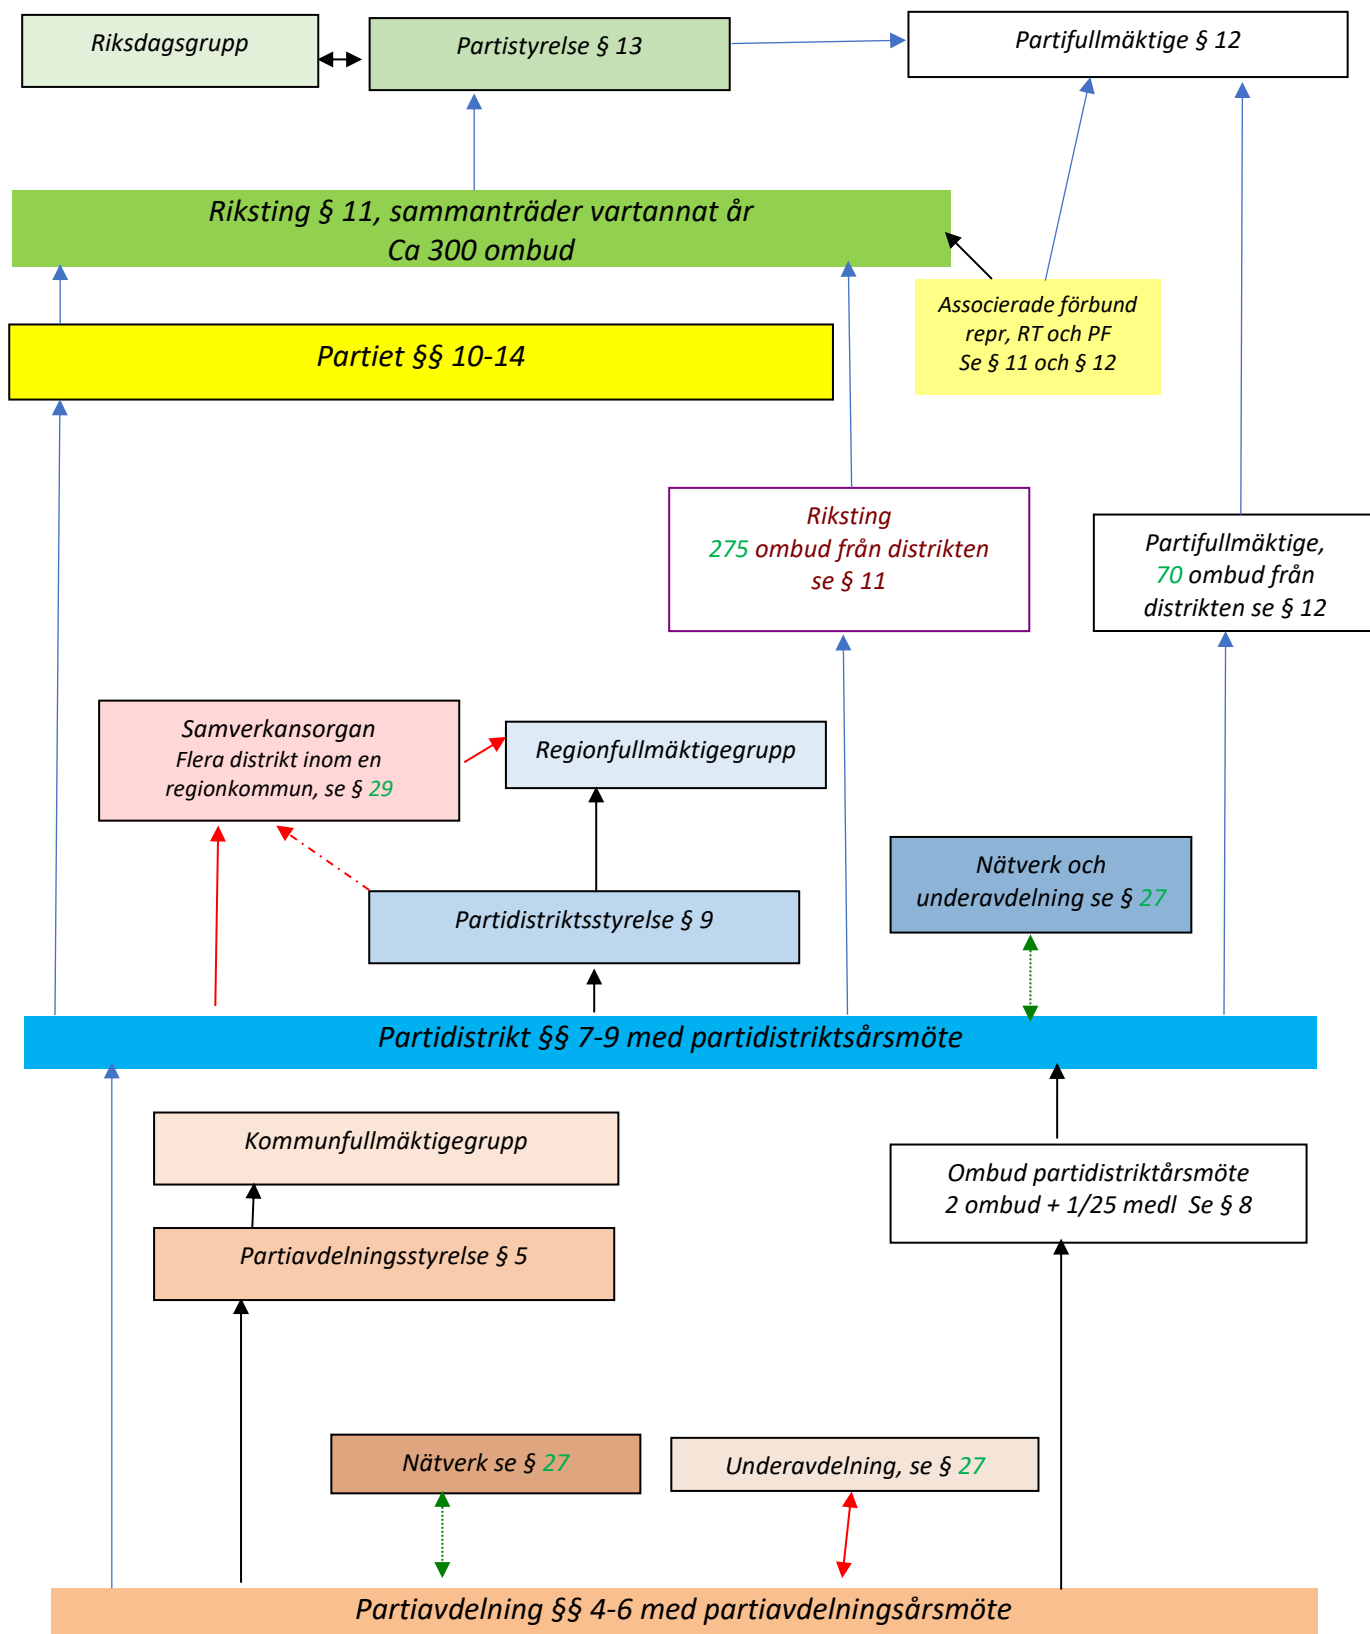 Riksdagsgrupp
Partistyrelse § 13
Partifullmäktige § 12
Riksting § 11, sammanträder vartannat år
Ca 300 ombud
Associerade förbund
repr, RT och PF
Se § 11 och § 12
Partiet §§ 10-14
Riksting
275 ombud från distrikten
se § 11
Partifullmäktige,
70 ombud från
distrikten se § 12
Samverkansorgan
Flera distrikt inom en
regionkommun, se § 29
Regionfullmäktigegrupp
Nätverk och
underavdelning se § 27
Partidistriktsstyrelse § 9
Partidistrikt §§ 7-9 med partidistriktsårsmöte
Kommunfullmäktigegrupp
Ombud partidistriktårsmöte
2 ombud + 1/25 medl  Se § 8
Partiavdelningsstyrelse § 5
Nätverk se § 27
Underavdelning, se § 27
Partiavdelning §§ 4-6 med partiavdelningsårsmöte